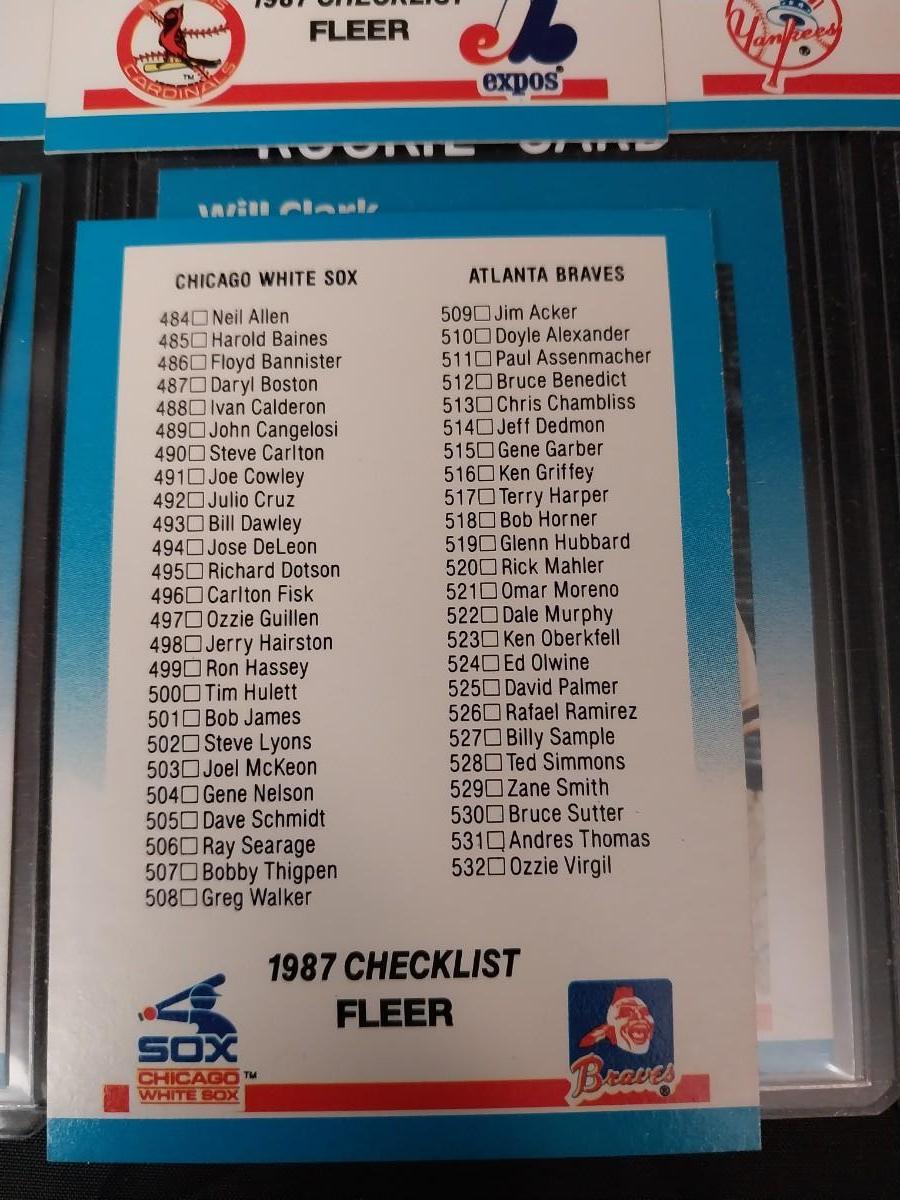 1987 CHECKLIST
FLEER
CARDINALS
TM
expos
Yankees
ROOKIE CARD
Will Clark
CHICAGO WHITE SOX
484 Neil Allen
485 Harold Baines
486 Floyd Bannister
487 Daryl Boston
488 Ivan Calderon
489 John Cangelosi
490 Steve Carlton
491 Joe Cowley
492 Julio Cruz
493 Bill Dawley
494 Jose DeLeon
495 Richard Dotson
496 Carlton Fisk
497 Ozzie Guillen
498 Jerry Hairston
499 Ron Hassey
500 Tim Hulett
501 Bob James
502 Steve Lyons
503 Joel McKeon
504 Gene Nelson
505 Dave Schmidt
506 Ray Searage
507 Bobby Thigpen
508 Greg Walker
ATLANTA BRAVES
509 Jim Acker
510 Doyle Alexander
511 Paul Assenmacher
512 Bruce Benedict
513 Chris Chambliss
514 Jeff Dedmon
515 Gene Garber
516 Ken Griffey
517 Terry Harper
518 Bob Horner
519 Glenn Hubbard
520 Rick Mahler
521 Omar Moreno
522 Dale Murphy
523 Ken Oberkfell
524 Ed Olwine
525 David Palmer
526 Rafael Ramirez
527 Billy Sample
528 Ted Simmons
529 Zane Smith
530 Bruce Sutter
531 Andres Thomas
532 Ozzie Virgil
1987 CHECKLIST
FLEER
SOX
CHICAGO TM
WHITE SOX
Braves